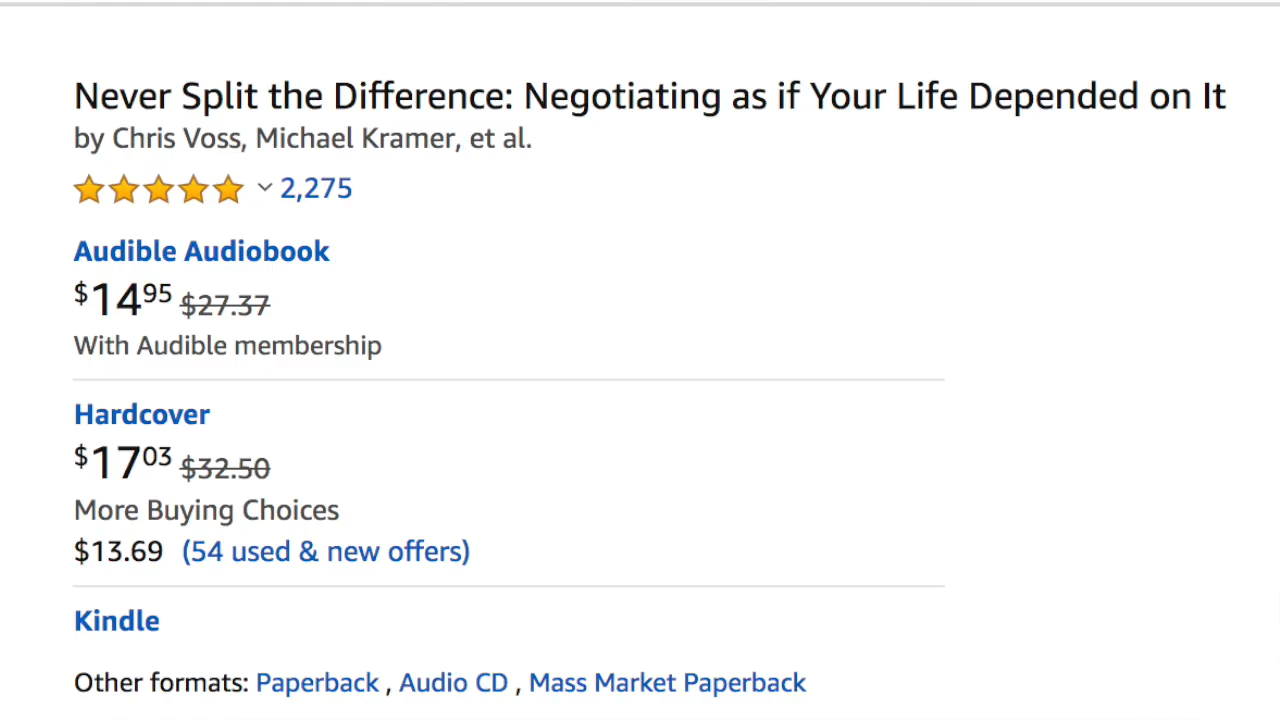 Never Split the Difference: Negotiating as if Your Life Depended on It
by Chris Voss, Michael Kramer, et al.
2,275
Audible Audiobook
$14 95 $27.37
With Audible membership
Hardcover
$17 03 $32.50
More Buying Choices
$13.69 (54 used & new offers)
Kindle
Other formats: Paperback , Audio CD , Mass Market Paperback